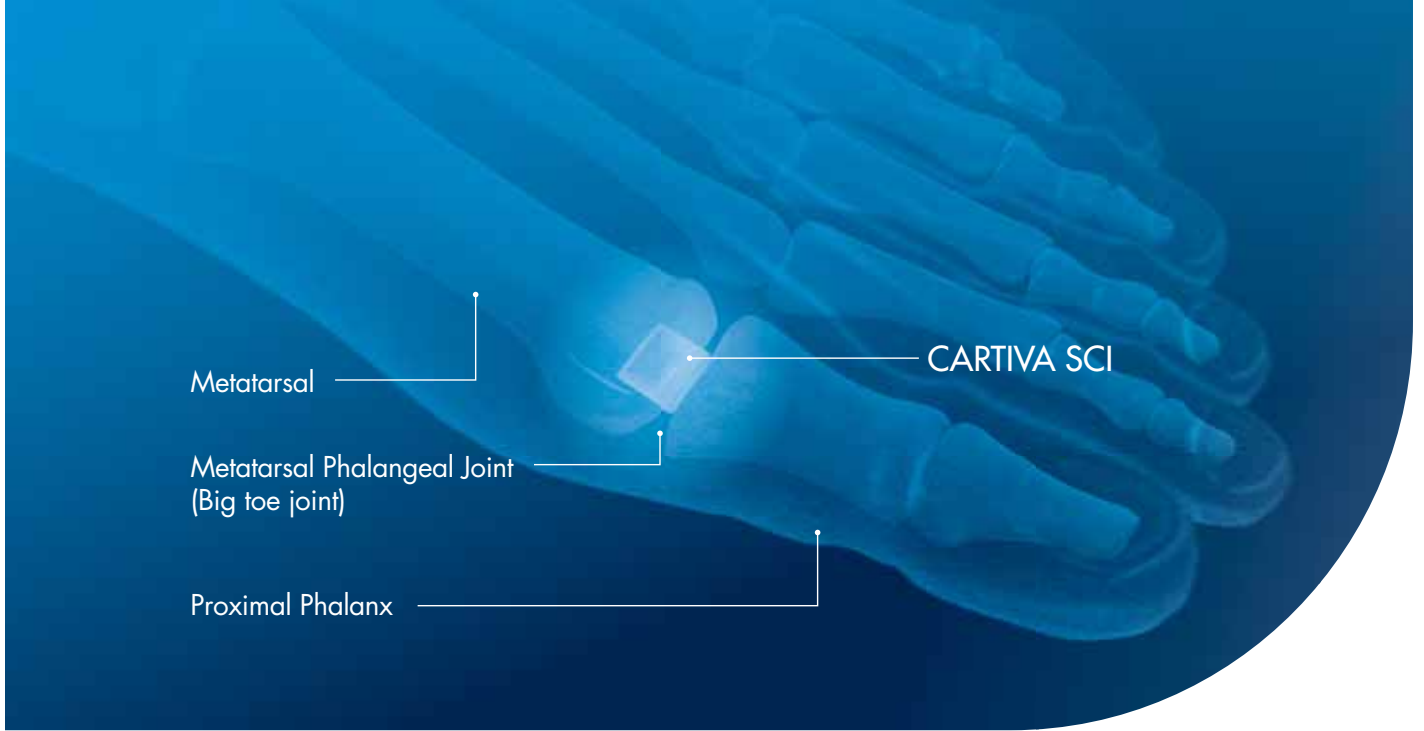 CARTIVA SCI
Metatarsal
Metatarsal Phalangeal Joint
(Big toe joint)
Proximal Phalanx